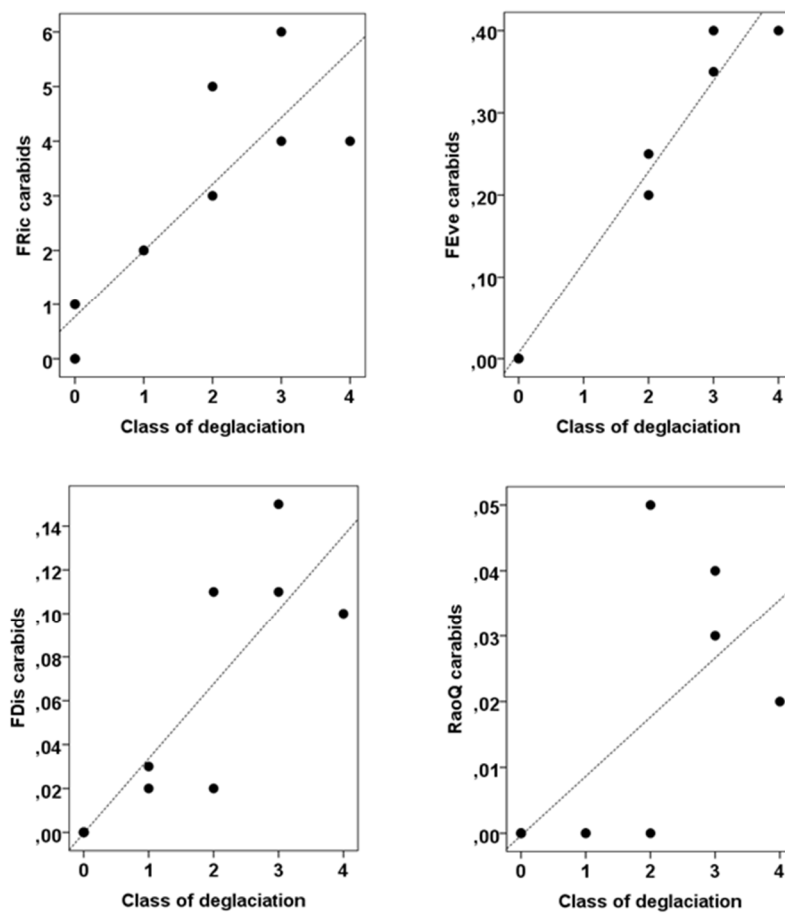 FRic carabids
6
5
4
3
2
1
0
0 1 2 3 4
Class of deglaciation
FEve carabids
,40
,30
,20
,10
,00
0 1 2 3 4
Class of deglaciation
FDis carabids
,14
,12
,10
,08
,06
,04
,02
,00
0 1 2 3 4
Class of deglaciation
RaoQ carabids
,05
,04
,03
,02
,01
,00
0 1 2 3 4
Class of deglaciation